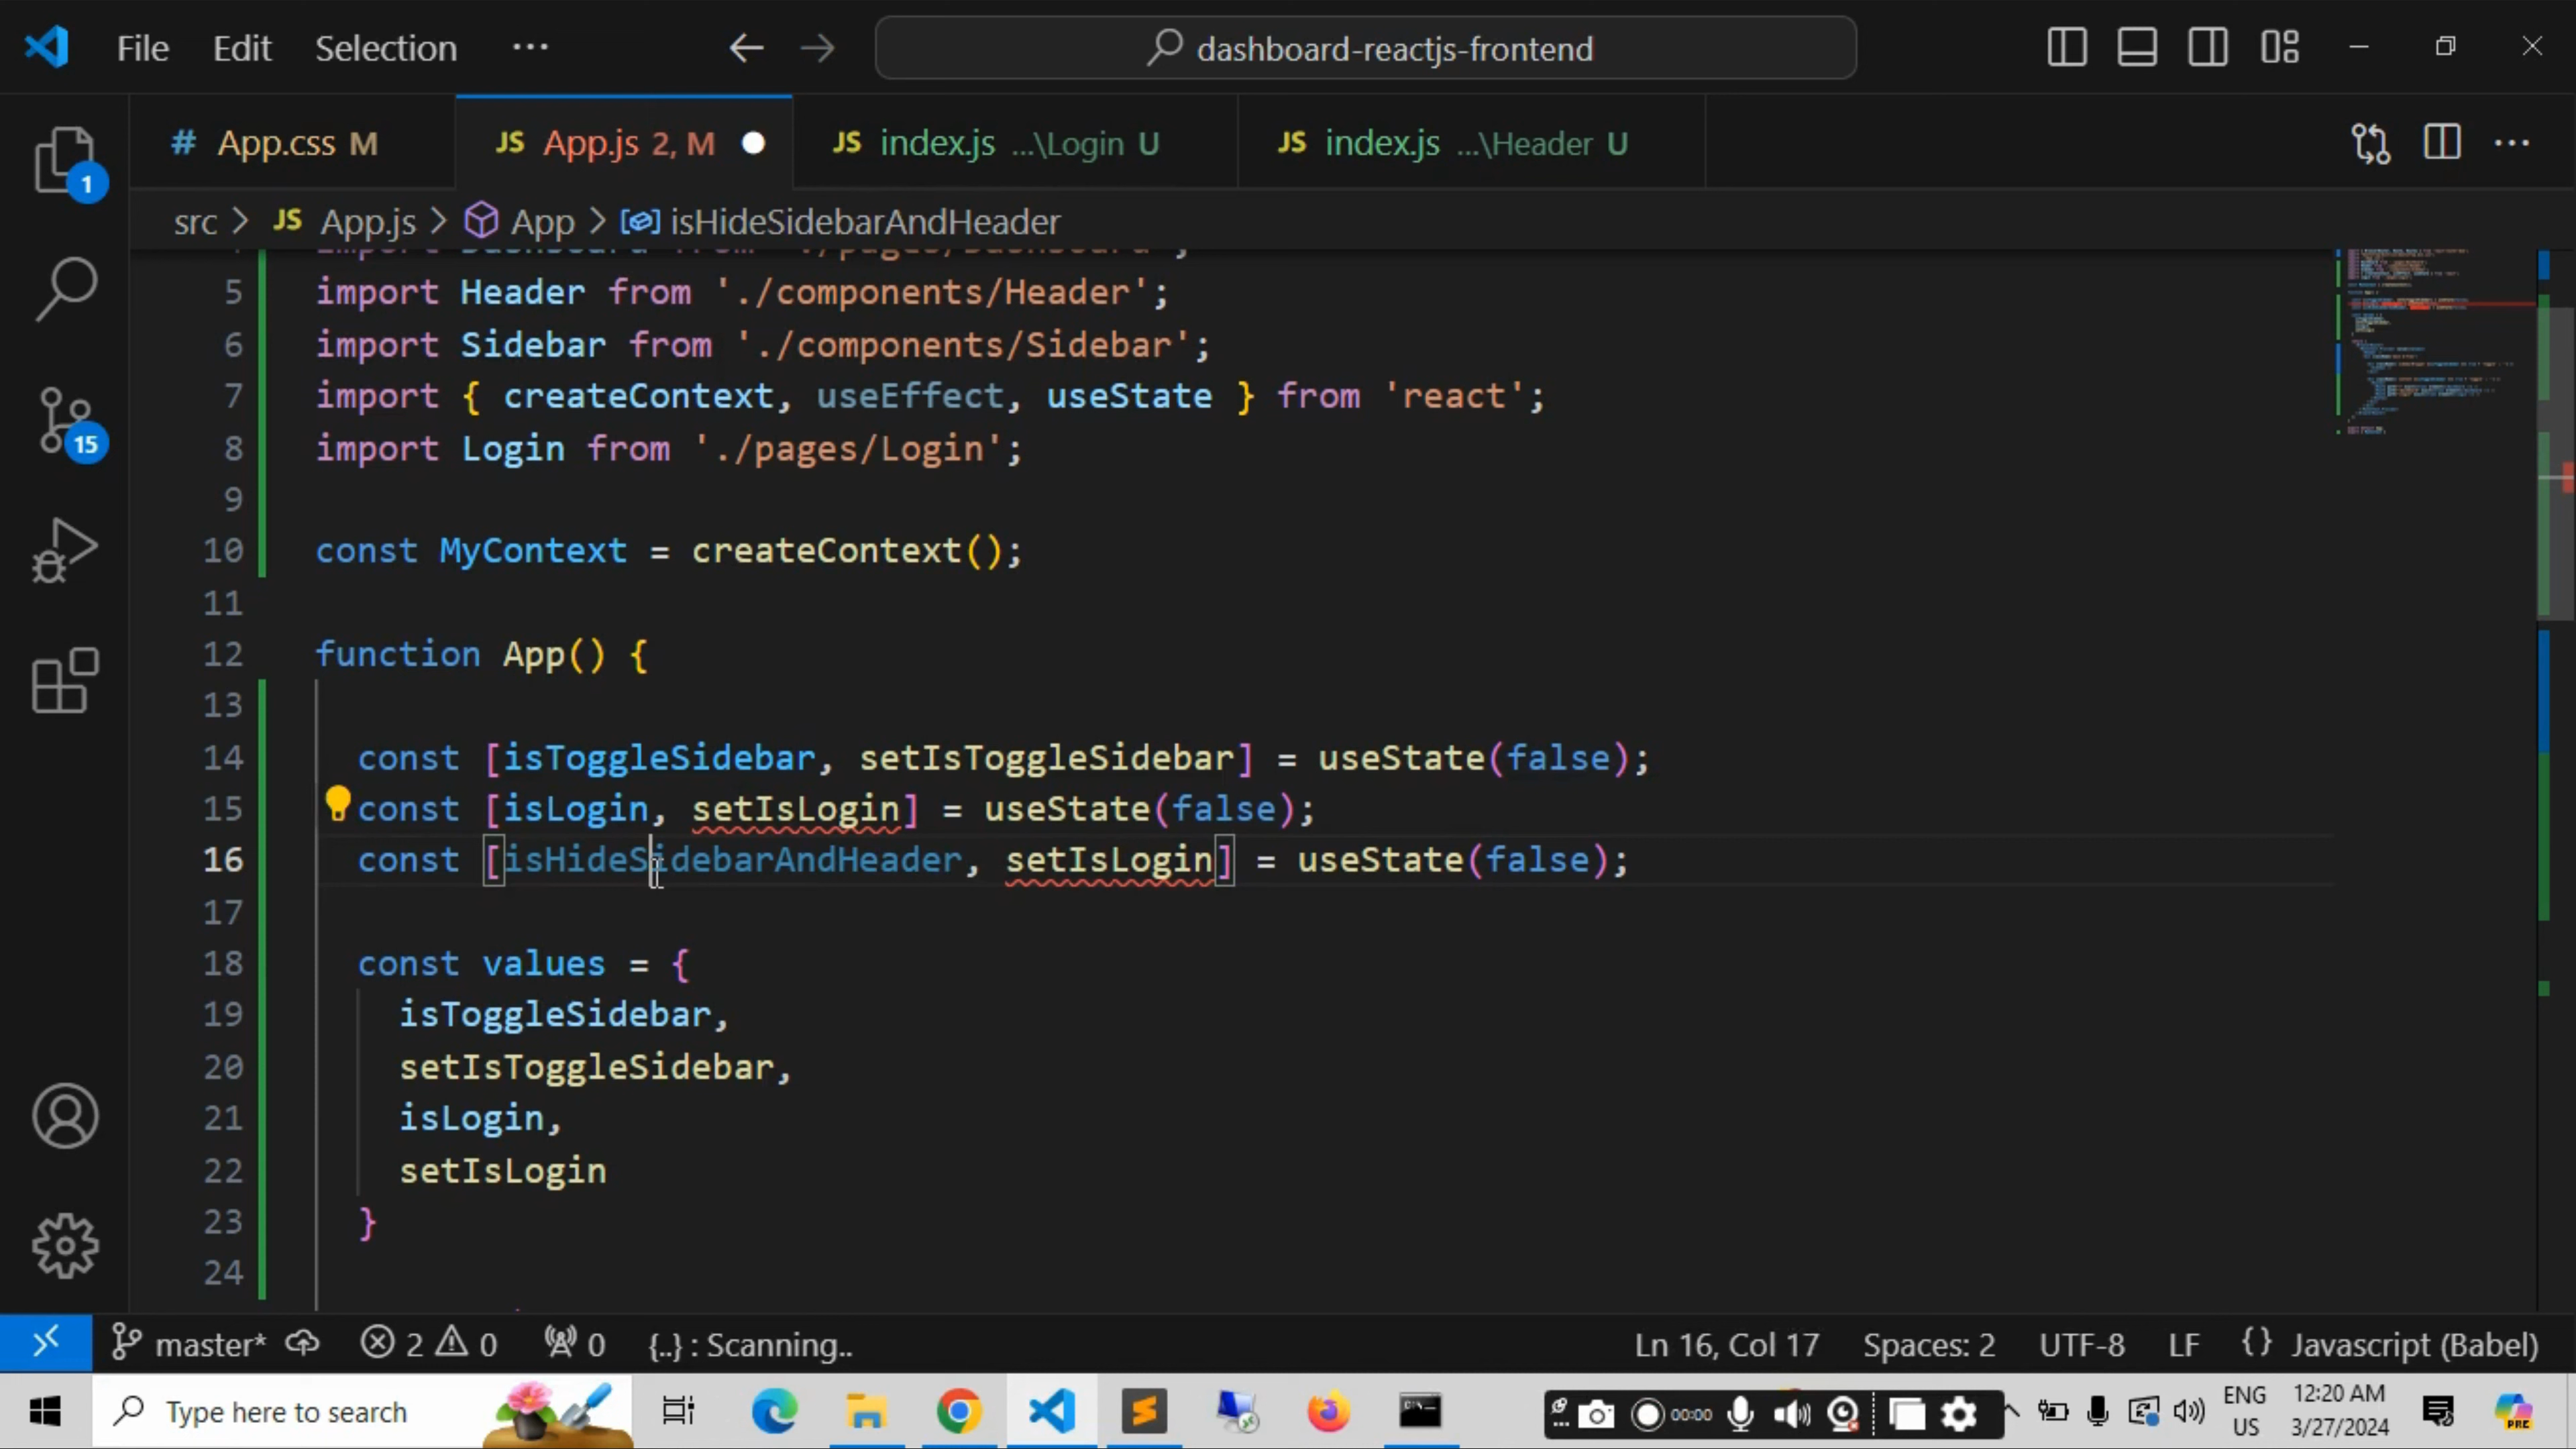 File Edit Selection ··· dashboard-reactjs-frontend
# App.css M JS App.js 2, M JS index.js ...\Login U JS index.js ...\Header U
src > JS App.js > App > isHideSidebarAndHeader
5 import Header from './components/Header';
6 import Sidebar from './components/Sidebar';
7 import { createContext, useEffect, useState } from 'react';
8 import Login from './pages/Login';
9
10 const MyContext = createContext();
11
12 function App() {
13
14 const [isToggleSidebar, setIsToggleSidebar] = useState(false);
15 const [isLogin, setIsLogin] = useState(false);
16 const [isHideSidebarAndHeader, setIsLogin] = useState(false);
17
18 const values = {
19 isToggleSidebar,
20 setIsToggleSidebar,
21 isLogin,
22 setIsLogin
23 }
24
1
15
master* 2 0 0 {..} : Scanning.. Ln 16, Col 17 Spaces: 2 UTF-8 LF {} Javascript (Babel)
Type here to search 00:00 ENG 12:20 AM
US 3/27/2024
PRE